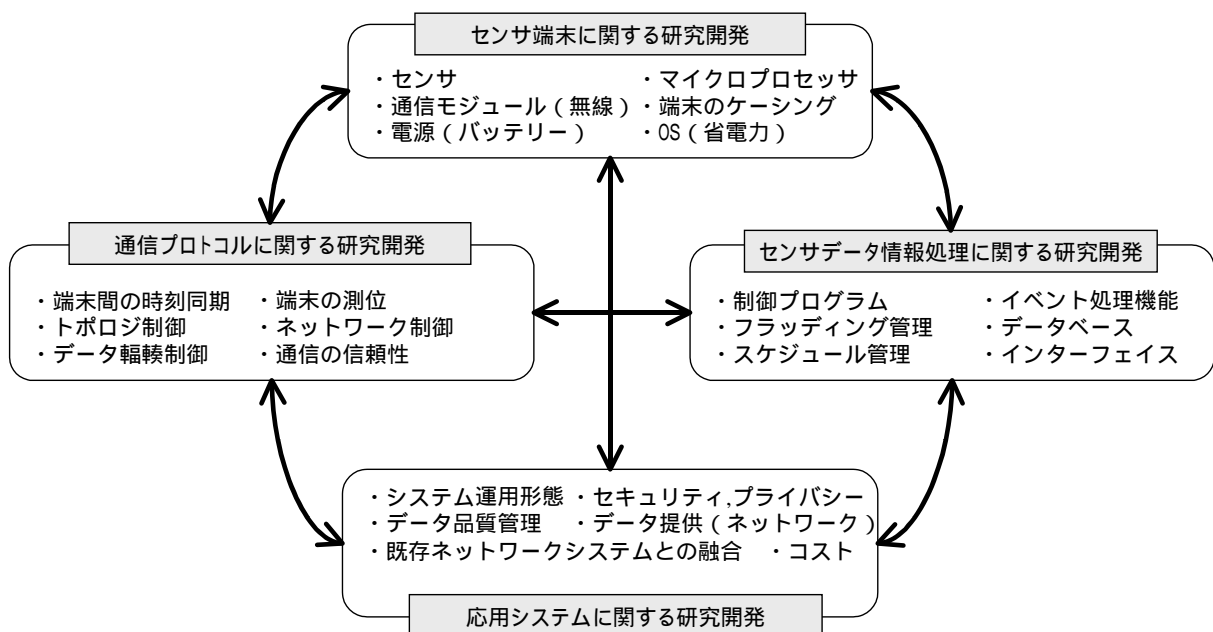 センサ端末に関する研究開発
・センサ ・マイクロプロセッサ
・通信モジュール（無線） ・端末のケーシング
・電源（バッテリー） ・OS（省電力）
通信プロトコルに関する研究開発
・端末間の時刻同期 ・端末の測位
・トポロジ制御 ・ネットワーク制御
・データ輻輳制御 ・通信の信頼性
センサデータ情報処理に関する研究開発
・制御プログラム ・イベント処理機能
・フラッディング管理 ・データベース
・スケジュール管理 ・インターフェイス
・システム運用形態 ・セキュリティ,プライバシー
・データ品質管理 ・データ提供（ネットワーク）
・既存ネットワークシステムとの融合 ・コスト
応用システムに関する研究開発